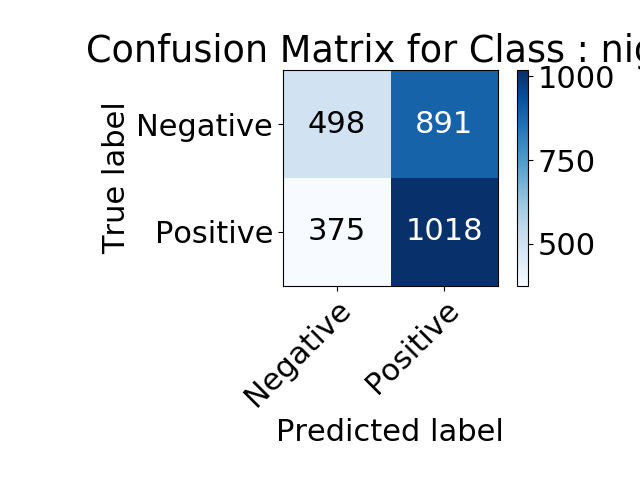 Confusion Matrix for Class : nig
1000
Negative 498 891
750
Positive 375 1018
500
True label
Negative Positive
Predicted label